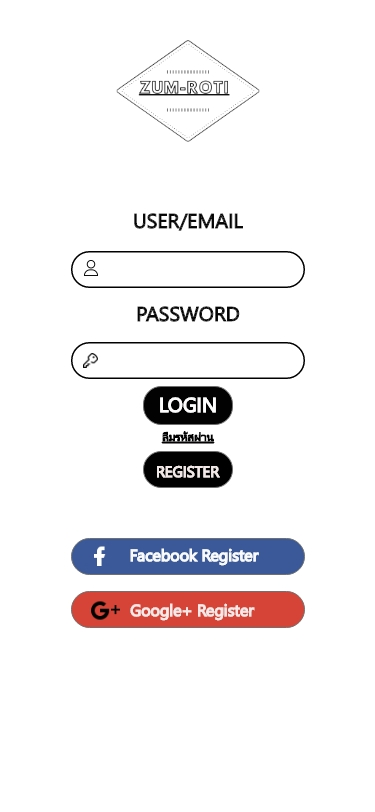 ZUM-ROTI
USER/EMAIL
PASSWORD
LOGIN
ลืมรหัสผ่าน
REGISTER
Facebook Register
G+ Google+ Register